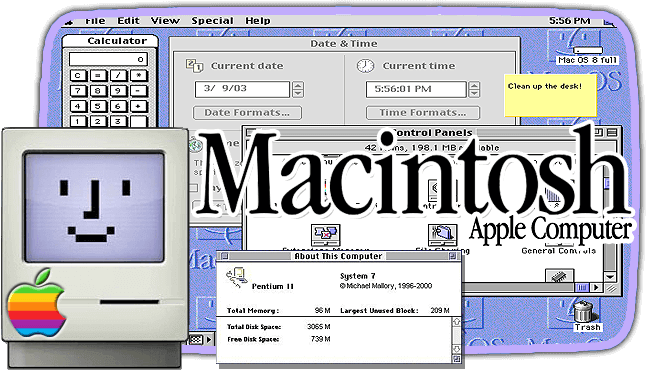 File Edit View Special Help 5:56 PM
Calculator
0
C = / *
7 8 9 -
4 5 6 +
1 2 3
0 .
Date & Time
Current date
3/ 9/03
Date Formats...
Current time
5:56:01 PM
Time Formats...
Mac OS 8 full
Clean up the desk!
Control Panels
42 items, 198.1 MB available
Macintosh
Apple Computer
Extensions Manager
File Sharing
General Controls
About This Computer
Pentium II
System 7
© Michael Mallory, 1996-2000
Total Memory: 96 M
Largest Unused Block: 209 M
Total Disk Space: 3065 M
Free Disk Space: 739 M
Trash